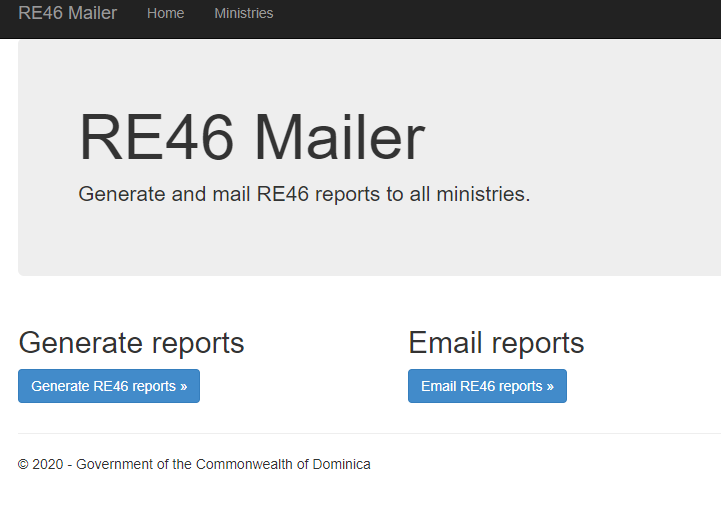 RE46 Mailer Home Ministries
RE46 Mailer
Generate and mail RE46 reports to all ministries.
Generate reports
Generate RE46 reports »
Email reports
Email RE46 reports »
© 2020 - Government of the Commonwealth of Dominica